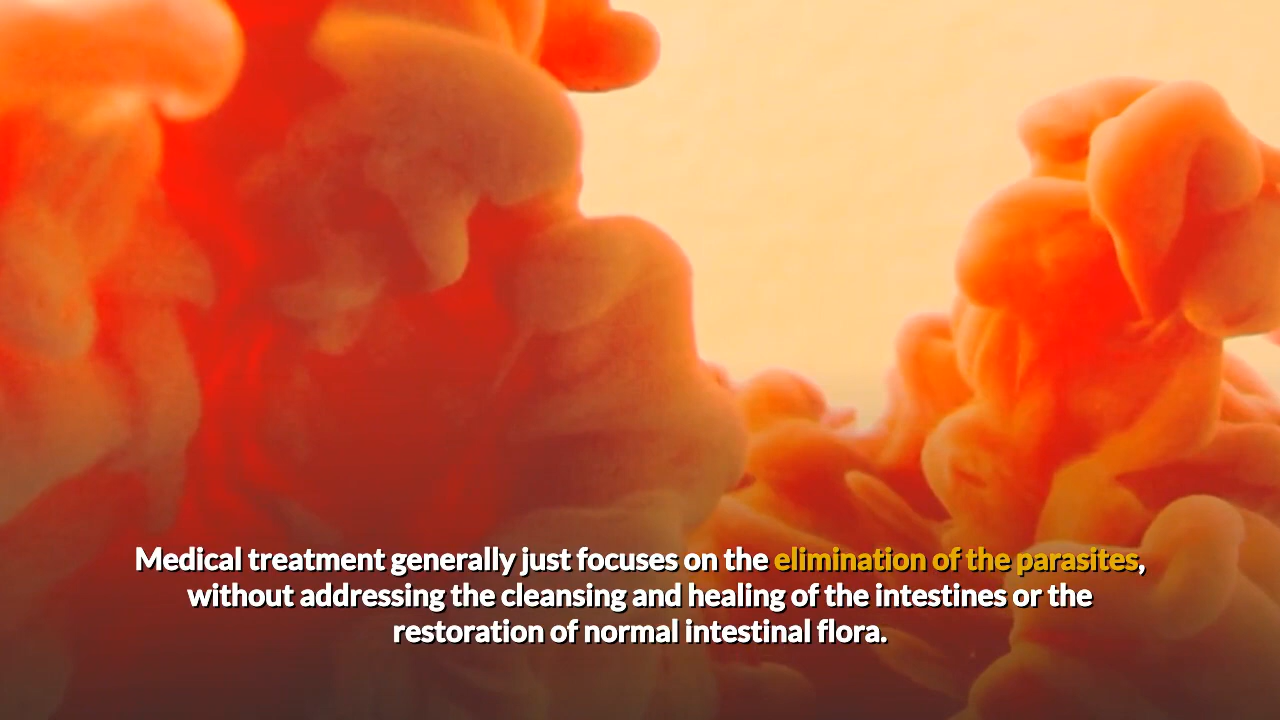 Medical treatment generally just focuses on the elimination of the parasites,
without addressing the cleansing and healing of the intestines or the
restoration of normal intestinal flora.